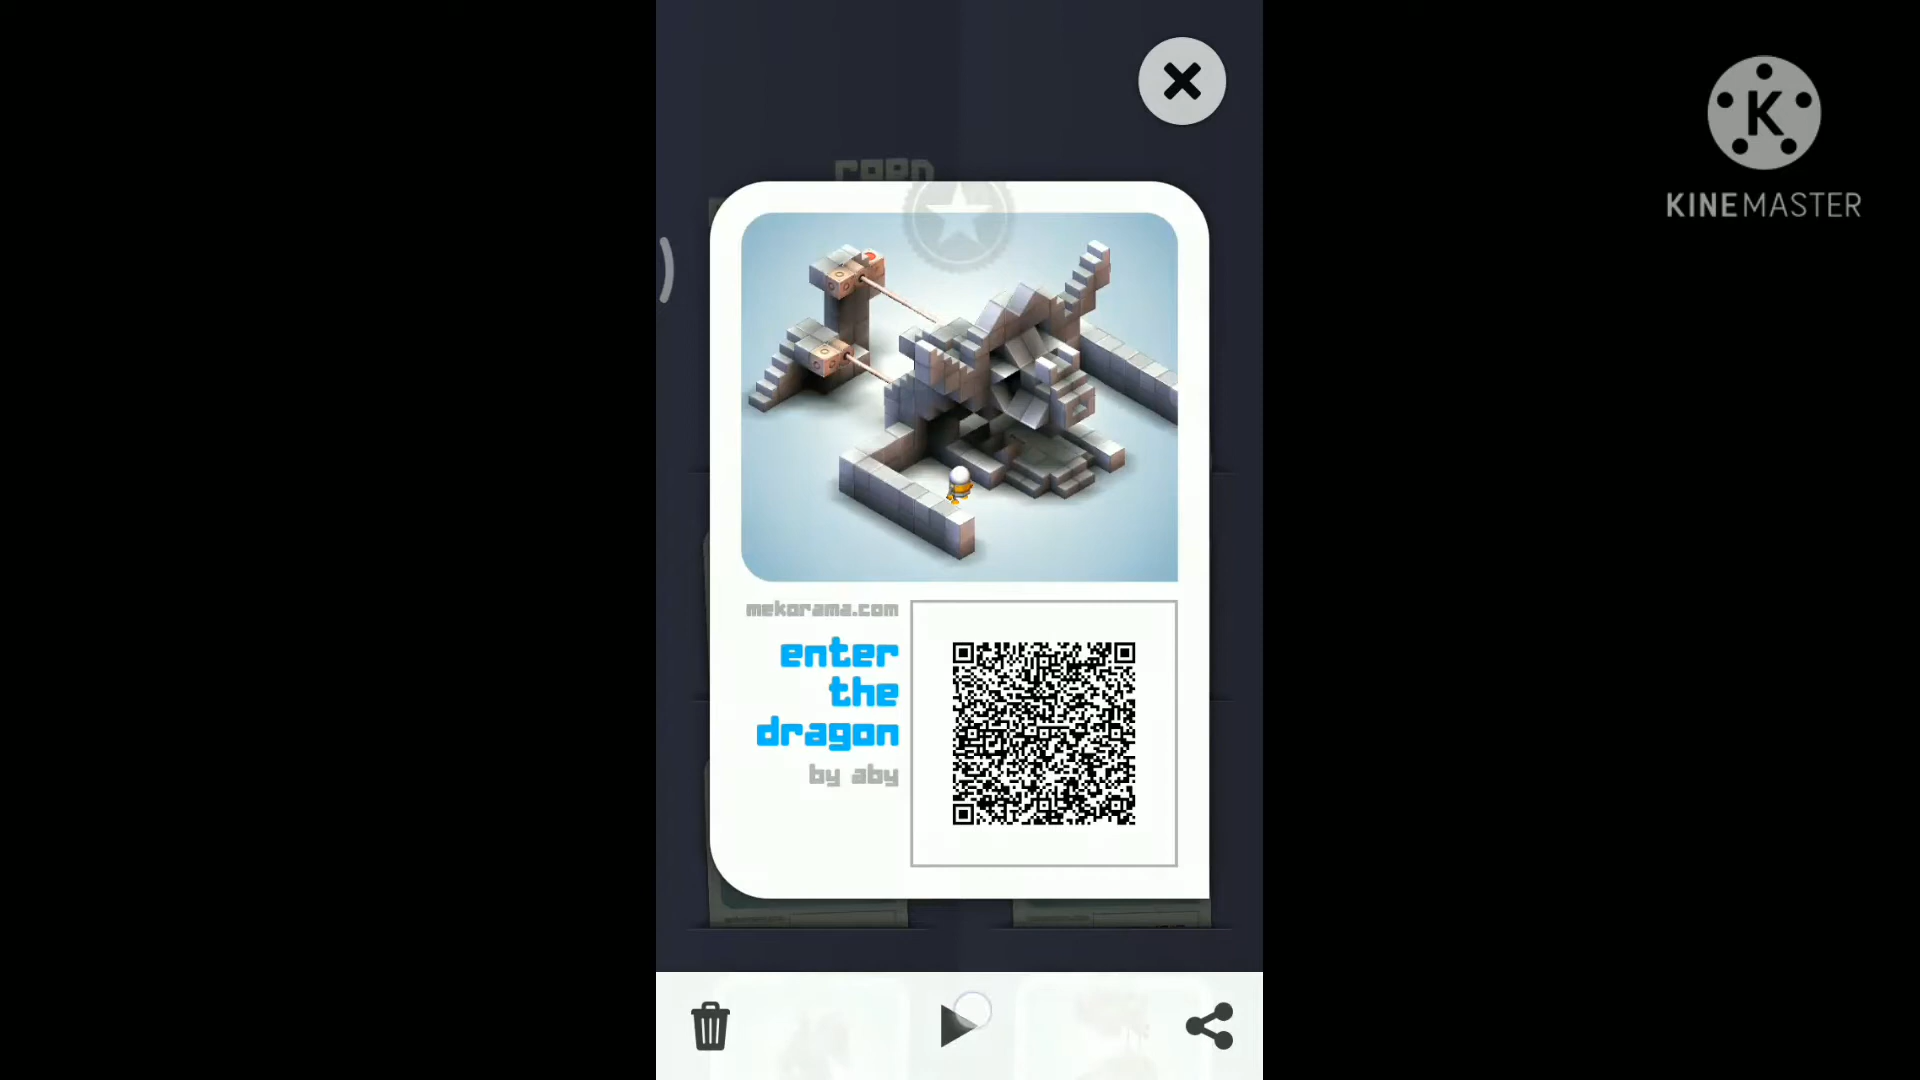 K
KINEMASTER
mekorama.com
enter
the
dragon
by aby